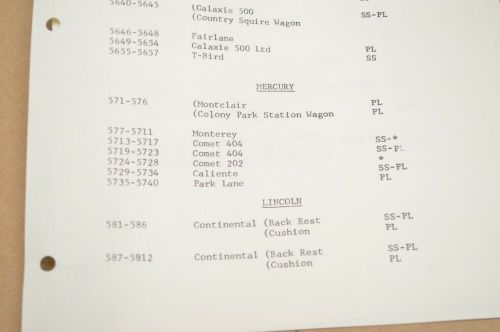 5640-5645 (Galaxie 500
(Country Squire Wagon SS-PL
5646-5648 Fairlane
5649-5654 Galaxie 500 Ltd PL
5655-5657 T-Bird SS
MERCURY
571-576 (Montclair PL
(Colony Park Station Wagon PL
577-5711 Monterey SS-*
5713-5717 Comet 404 SS-PL
5719-5723 Comet 404 *
5724-5728 Comet 202 SS-PL
5729-5734 Caliente PL
5735-5740 Park Lane
LINCOLN
581-586 Continental (Back Rest SS-PL
(Cushion PL
587-5812 Continental (Back Rest SS-PL
(Cushion PL